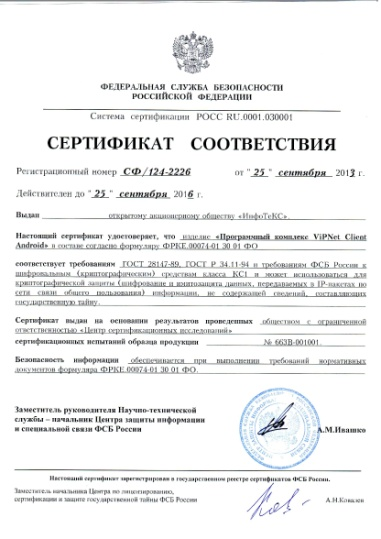 ФЕДЕРАЛЬНАЯ СЛУЖБА БЕЗОПАСНОСТИ
РОССИЙСКОЙ ФЕДЕРАЦИИ
Система сертификации РОСС RU.0001.030001
СЕРТИФИКАТ СООТВЕТСТВИЯ
Регистрационный номер СФ/124-2226 от "25" сентября 2013 г.
Действителен до "25" сентября 2016 г.
Выдан открытому акционерному обществу «ИнфоТеКС».
Настоящий сертификат удостоверяет, что изделие «Программный комплекс ViPNet Client
Android» в составе согласно формуляру ФРКЕ.00074-01 30 01 ФО
соответствует требованиям ГОСТ 28147-89, ГОСТ Р 34.11-94 и требованиям ФСБ России к
шифровальным (криптографическим) средствам класса КС1 и может использоваться для
криптографической защиты (шифрование и имитозащита данных, передаваемых в IP-пакетах по
сети связи общего пользования) информации, не содержащей сведений, составляющих
государственную тайну.
Сертификат выдан на основании результатов проведенных обществом с ограниченной
ответственностью «Центр сертификационных исследований»
сертификационных испытаний образца продукции № 663В-001001.
Безопасность информации обеспечивается при выполнении требований нормативных
документов формуляра ФРКЕ.00074-01 30 01 ФО.
Заместитель руководителя Научно-технической
службы – начальник Центра защиты информации
и специальной связи ФСБ России А.М.Ивашко
Настоящий сертификат зарегистрирован в государственном реестре сертификатов ФСБ России.
Заместитель начальника Центра по лицензированию,
сертификации и защите государственной тайны ФСБ России А.Н.Ковалев